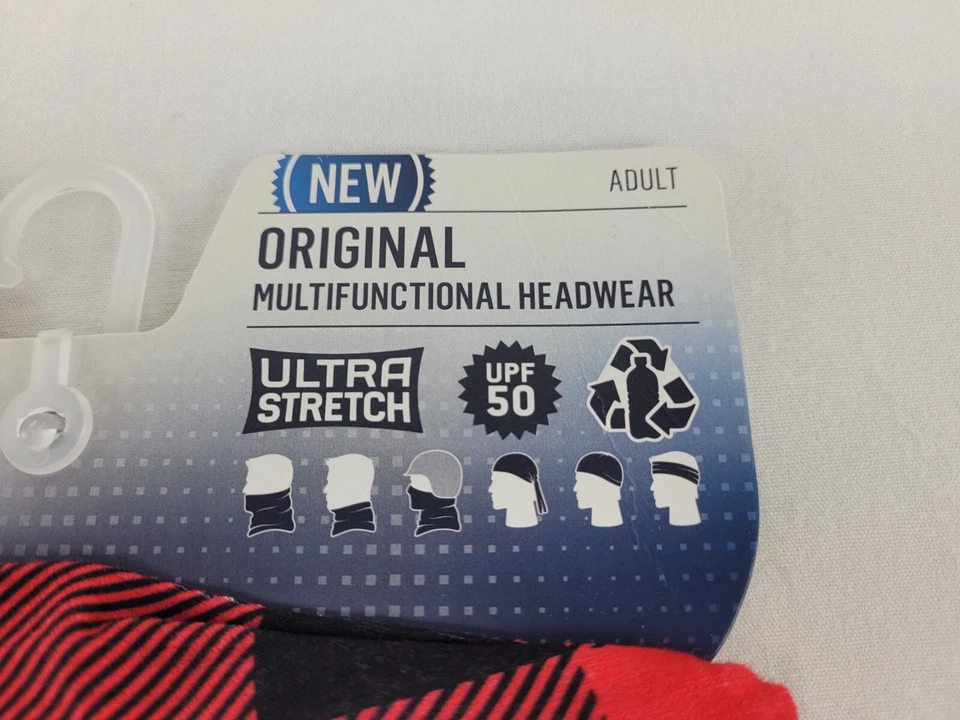 NEW
ADULT
ORIGINAL
MULTIFUNCTIONAL HEADWEAR
ULTRA
STRETCH
UPF
50